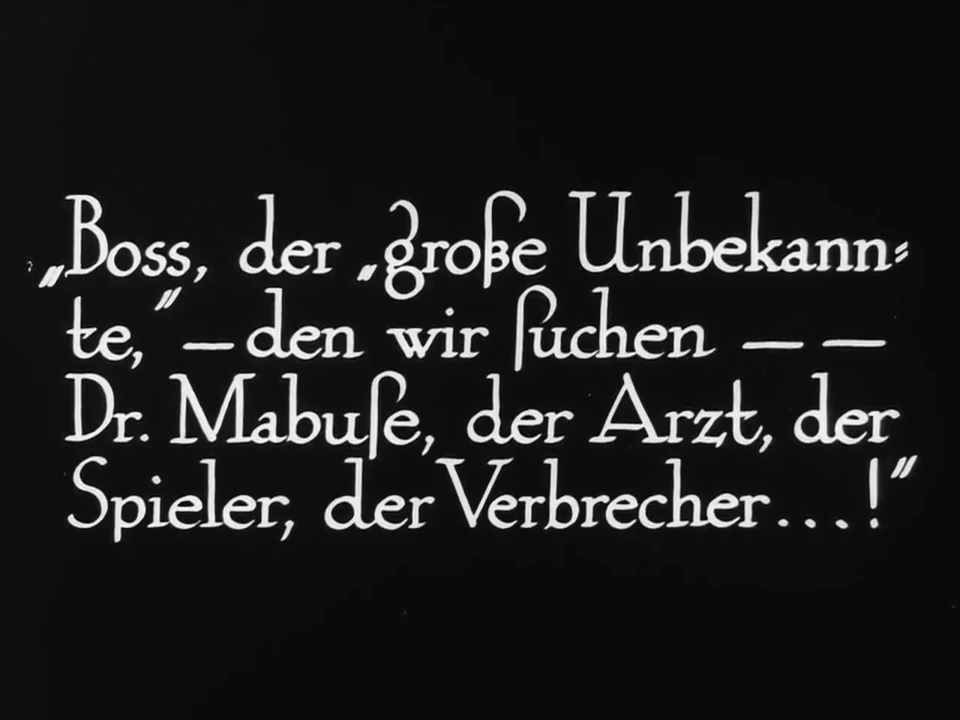 „Boss, der „große Unbekann⸗
te,” — den wir ſuchen — —
Dr. Mabuſe, der Arzt, der
Spieler, der Verbrecher...!”